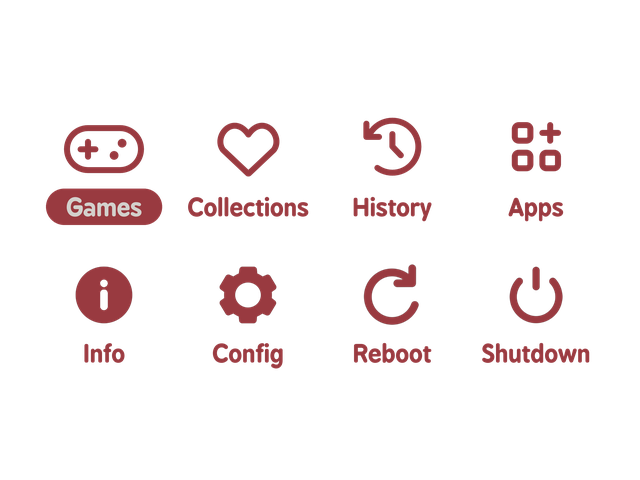 Games
Collections
History
Apps
Info
Config
Reboot
Shutdown